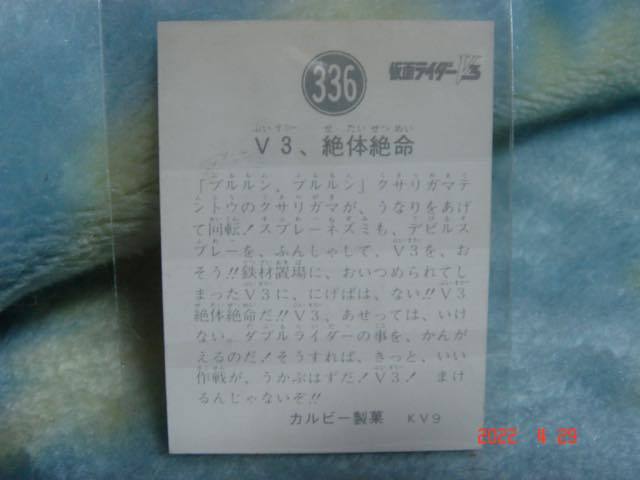 336
仮面ライダーV3
V3、絶体絶命
「ブルルン、ブルルン」クサリガマテ
ントウのクサリガマが、うなりをあげ
て回転!スプレーネズミも、デビルス
プレーを、ふんしゃして、V3を、お
そう!!鉄材置場に、おいつめられてし
まったV3に、にげばは、ない!!V3
絶体絶命だ!!V3、あせっては、いけ
ない。ダブルライダーの事を、かんが
えるのだ!そうすれば、きっと、いい
作戦が、うかぶはずだ!V3! まけ
るんじゃないぞ!!
カルビー製菓 KV9
2022 4 29